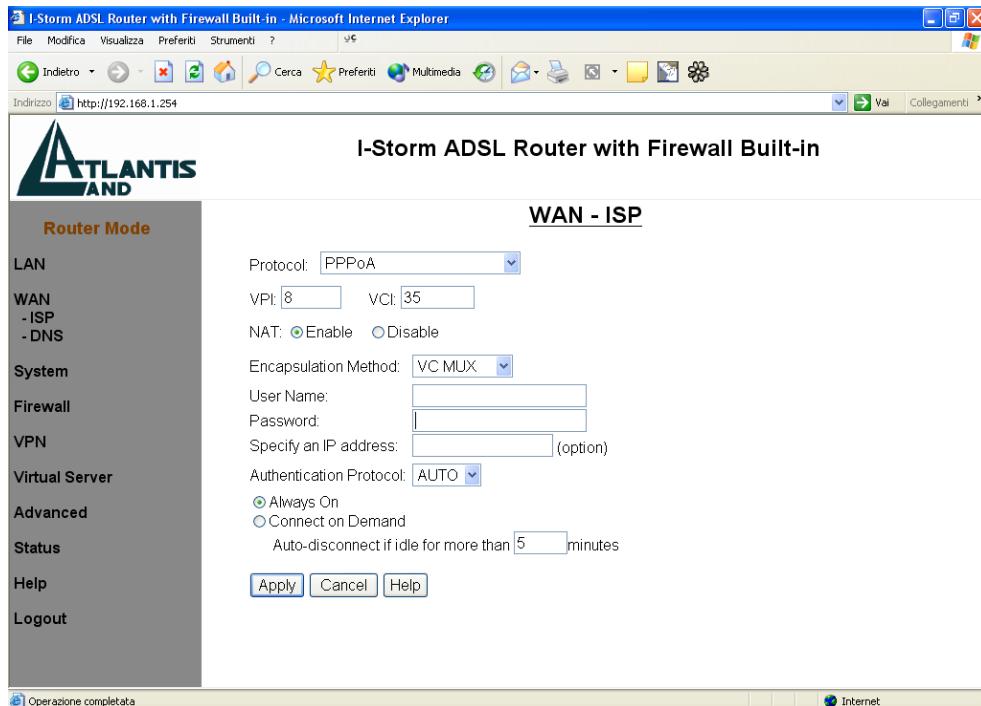 I-Storm ADSL Router with Firewall Built-in - Microsoft Internet Explorer
File Modifica Visualizza Preferiti Strumenti ?
Indietro Cerca Preferiti Multimedia
Indirizzo http://192.168.1.254 Vai Collegamenti
ATLANTIS
LAND
I-Storm ADSL Router with Firewall Built-in
Router Mode
LAN
WAN
- ISP
- DNS
System
Firewall
VPN
Virtual Server
Advanced
Status
Help
Logout
WAN - ISP
Protocol: PPPoA
VPI: 8 VCI: 35
NAT: Enable Disable
Encapsulation Method: VC MUX
User Name:
Password:
Specify an IP address: (option)
Authentication Protocol: AUTO
Always On
Connect on Demand
Auto-disconnect if idle for more than 5 minutes
Apply Cancel Help
Operazione completata Internet